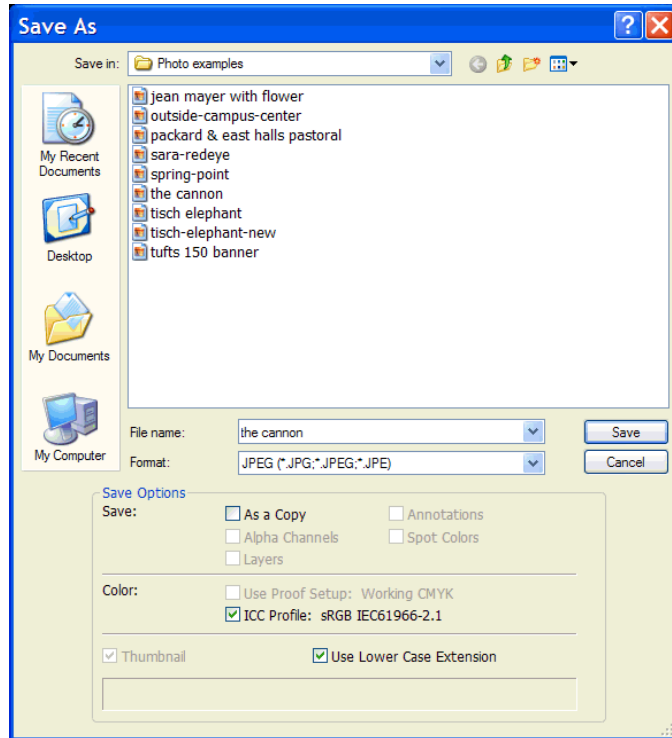 Save As
Save in: Photo examples
My Recent Documents
Desktop
My Documents
My Computer
jean mayer with flower
outside-campus-center
packard & east halls pastoral
sara-redeye
spring-point
the cannon
tisch elephant
tisch-elephant-new
tufts 150 banner
File name: the cannon Save
Format: JPEG (*.JPG;*.JPEG;*.JPE) Cancel
Save Options
Save: As a Copy Annotations
Alpha Channels Spot Colors
Layers
Color: Use Proof Setup: Working CMYK
ICC Profile: sRGB IEC61966-2.1
Thumbnail Use Lower Case Extension